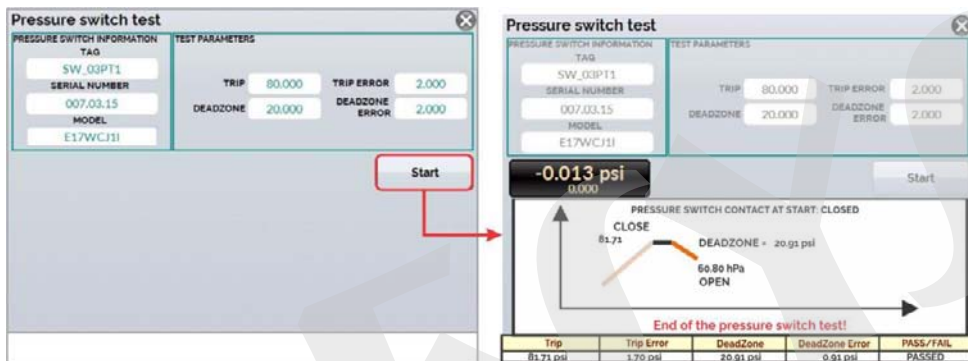 Pressure switch test
PRESSURE SWITCH INFORMATION
TAG
SW_03PT1
SERIAL NUMBER
007.03.15
MODEL
E17WCJ1I
TEST PARAMETERS
TRIP 80.000 TRIP ERROR 2.000
DEADZONE 20.000 DEADZONE ERROR 2.000
Start
Pressure switch test
PRESSURE SWITCH INFORMATION
TAG
SW_03PT1
SERIAL NUMBER
007.03.15
MODEL
E17WCJ1I
TEST PARAMETERS
TRIP 80.000 TRIP ERROR 2.000
DEADZONE 20.000 DEADZONE ERROR 2.000
-0.013 psi
0.000
Start
PRESSURE SWITCH CONTACT AT START: CLOSED
CLOSE
81.71
DEADZONE = 20.91 psi
60.80 hPa
OPEN
End of the pressure switch test!
Trip Trip Error DeadZone DeadZone Error PASS/FAIL
81.71 psi 1.70 psi 20.91 psi 0.91 psi PASSED